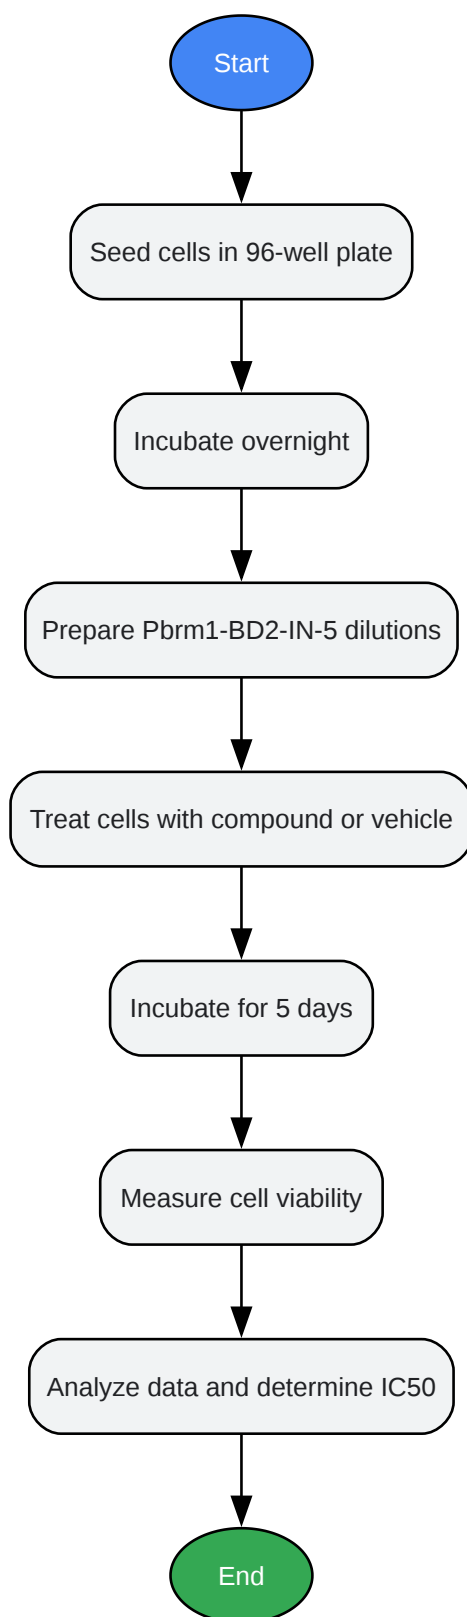 Start
Seed cells in 96-well plate
Incubate overnight
Prepare Pbrm1-BD2-IN-5 dilutions
Treat cells with compound or vehicle
Incubate for 5 days
Measure cell viability
Analyze data and determine IC50
End